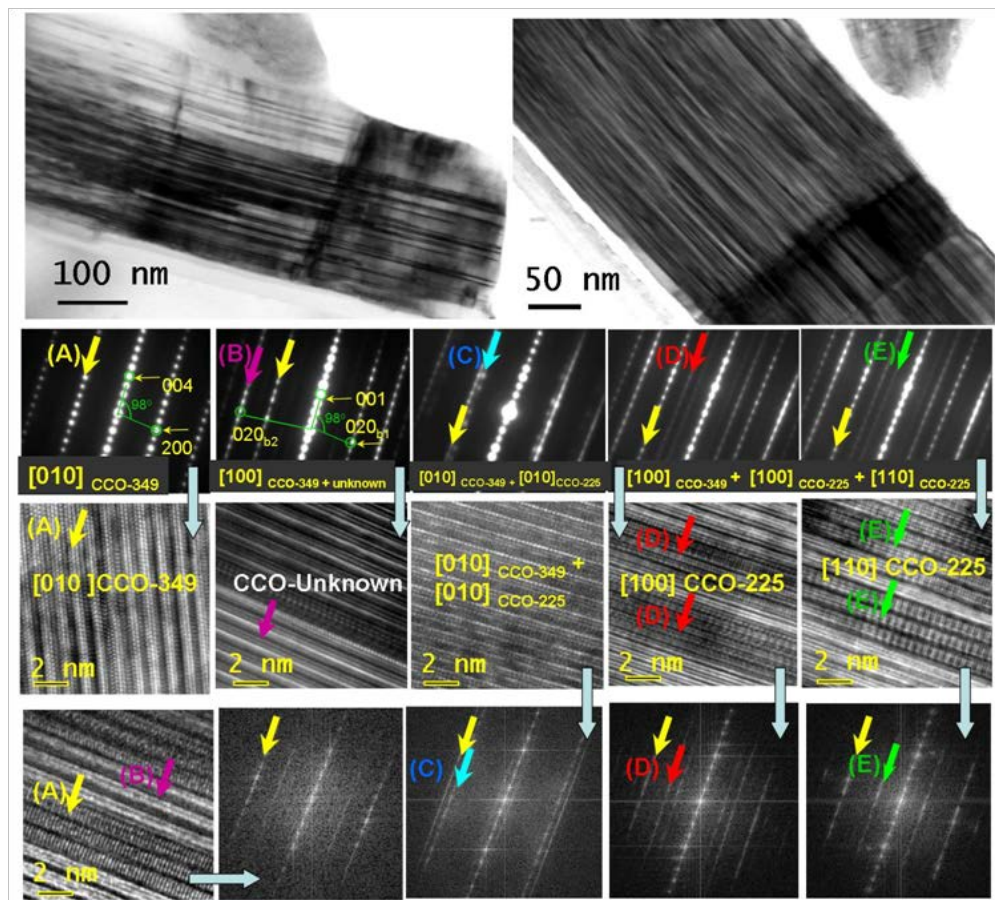 100 nm
50 nm
(A)
004
98°
200
[010] CCO-349
(B)
001
98°
020b2
020b1
[100] CCO-349 + unknown
(C)
[010] CCO-349 + [010] CCO-225
(D)
(E)
[100] CCO-349 + [100] CCO-225 + [110] CCO-225
(A)
[010 ]CCO-349
2 nm
CCO-Unknown
2 nm
[010] CCO-349 +
[010] CCO-225
2 nm
(D)
[100] CCO-225
(D)
2 nm
(E)
[110] CCO-225
(E)
2 nm
(B)
(A)
2 nm
(C)
(D)
(E)